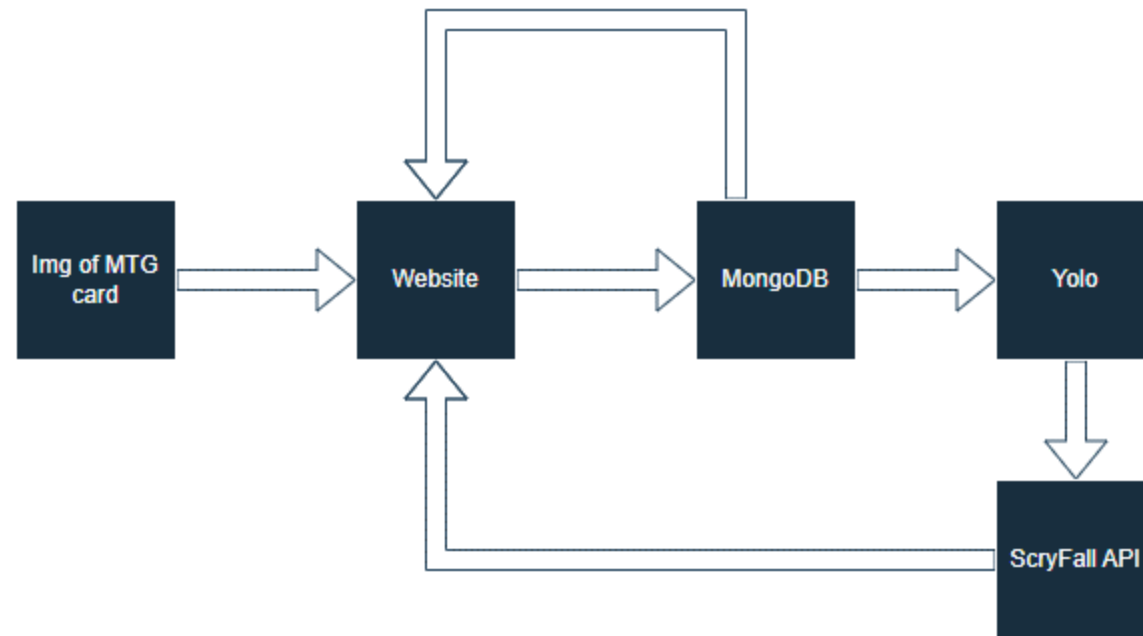 Img of MTG
card
Website
MongoDB
Yolo
ScryFall API